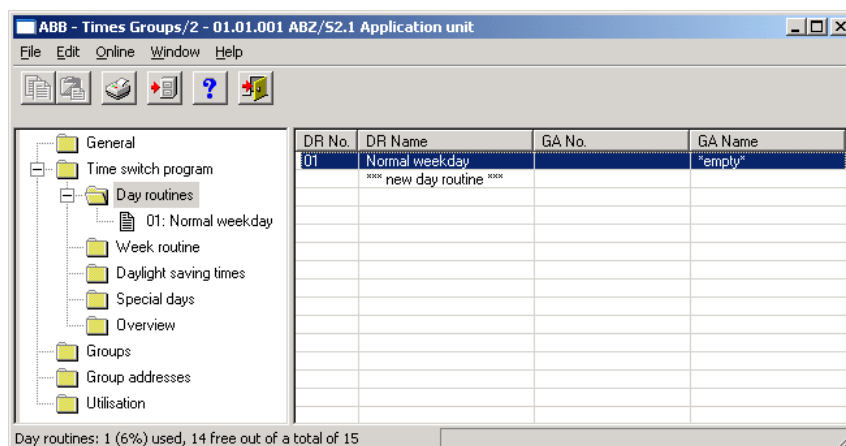 ABB - Times Groups/2 - 01.01.001 ABZ/S2.1 Application unit
File Edit Online Window Help
General
Time switch program
Day routines
01: Normal weekday
Week routine
Daylight saving times
Special days
Overview
Groups
Group addresses
Utilisation
DR No. DR Name GA No. GA Name
01 Normal weekday *empty*
*** new day routine ***
Day routines: 1 (6%) used, 14 free out of a total of 15